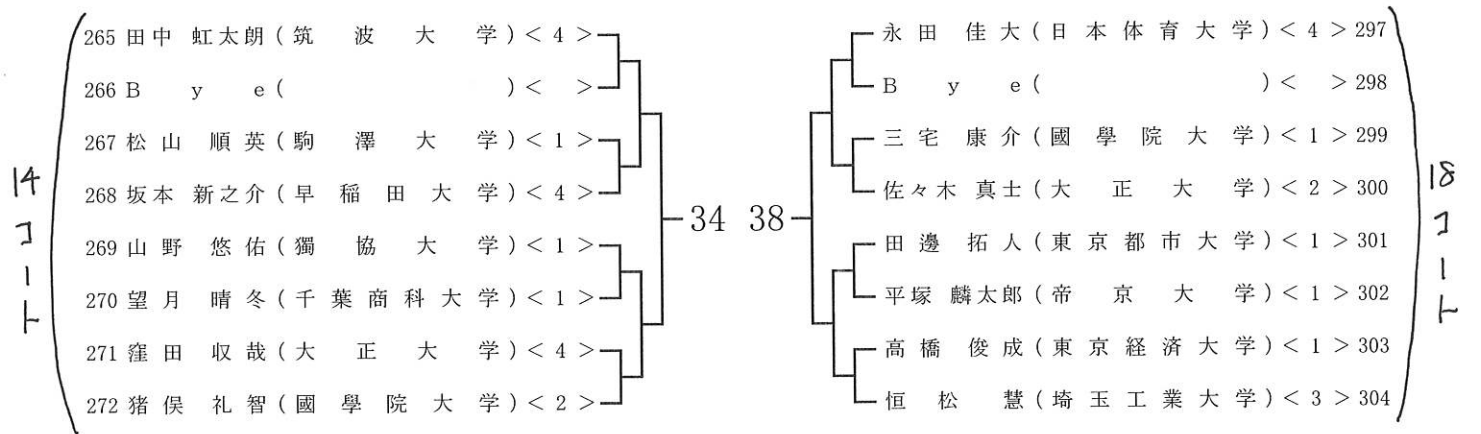 14コート
265 田中 虹太朗 (筑波大学) < 4 >
266 Bye ( ) < >
267 松山 順英 (駒澤大学) < 1 >
268 坂本 新之介 (早稲田大学) < 4 >
269 山野 悠佑 (獨協大学) < 1 >
270 望月 晴冬 (千葉商科大学) < 1 >
271 窪田 収哉 (大正大学) < 4 >
272 猪俣 礼智 (國學院大学) < 2 >
34
38
永田 佳大 (日本体育大学) < 4 > 297
Bye ( ) < > 298
三宅 康介 (國學院大学) < 1 > 299
佐々木 真士 (大正大学) < 2 > 300
田邊 拓人 (東京都市大学) < 1 > 301
平塚 麟太郎 (帝京大学) < 1 > 302
高橋 俊成 (東京経済大学) < 1 > 303
恒松 慧 (埼玉工業大学) < 3 > 304
18コート